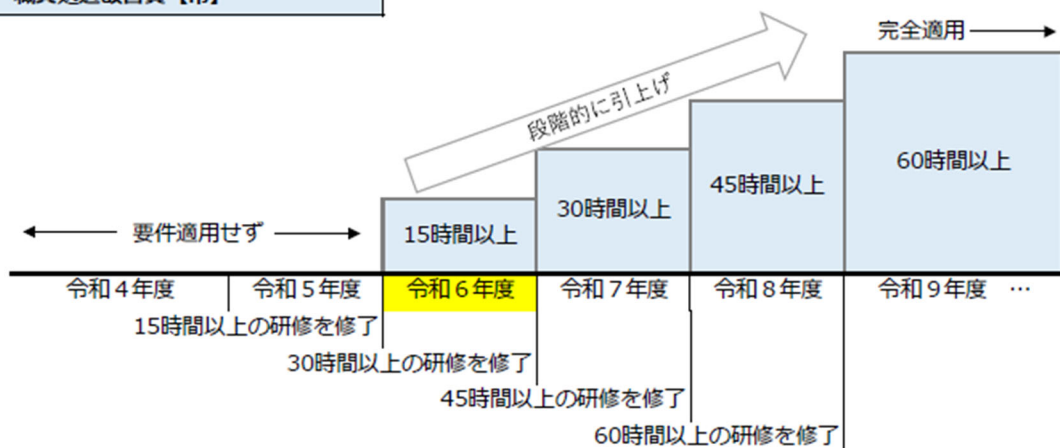 完全適用
段階的に引上げ
60時間以上
45時間以上
30時間以上
15時間以上
要件適用せず
令和4年度 令和5年度 令和6年度 令和7年度 令和8年度 令和9年度 …
15時間以上の研修を修了
30時間以上の研修を修了
45時間以上の研修を修了
60時間以上の研修を修了